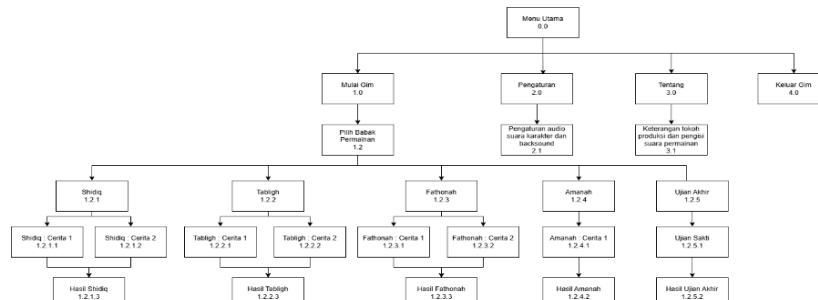 Menu Utama
0.0
Mulai Gim
1.0
Pengaturan
2.0
Tentang
3.0
Keluar Gim
4.0
Pilih Babak
Permainan
1.2
Pengaturan audio
suara karakter dan
backsound
2.1
Keterangan tokoh
produksi dan pengisi
suara permainan
3.1
Shidiq
1.2.1
Tabligh
1.2.2
Fathonah
1.2.3
Amanah
1.2.4
Ujian Akhir
1.2.5
Shidiq : Cerita 1
1.2.1.1
Shidiq : Cerita 2
1.2.1.2
Tabligh : Cerita 1
1.2.2.1
Tabligh : Cerita 2
1.2.2.2
Fathonah : Cerita 1
1.2.3.1
Fathonah : Cerita 2
1.2.3.2
Amanah : Cerita 1
1.2.4.1
Ujian Sakti
1.2.5.1
Hasil Shidiq
1.2.1.3
Hasil Tabligh
1.2.2.3
Hasil Fathonah
1.2.3.3
Hasil Amanah
1.2.4.2
Hasil Ujian Akhir
1.2.5.2